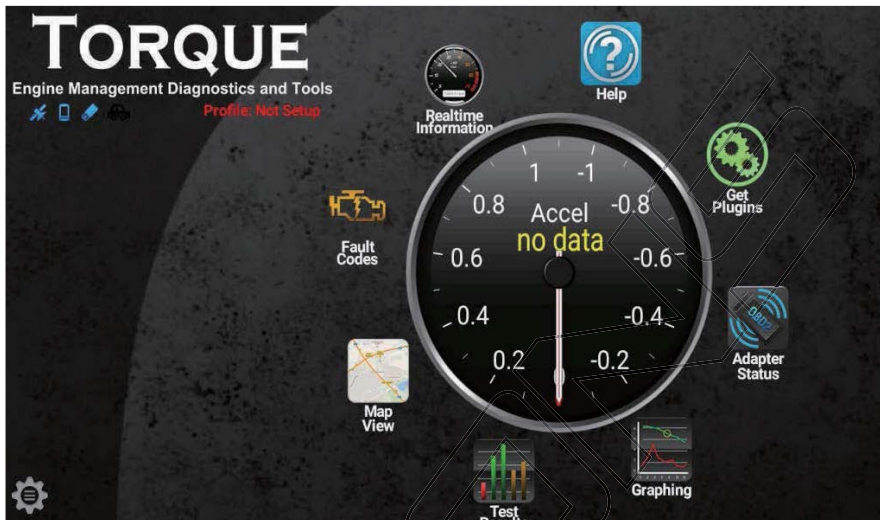 TORQUE
Engine Management Diagnostics and Tools
Profile: Not Setup
Realtime
Information
Help
Get
Plugins
Fault
Codes
Adapter
Status
Map
View
Graphing
Test
Accel
no data
1
-1
0.8
-0.8
0.6
-0.6
0.4
-0.4
0.2
-0.2
0